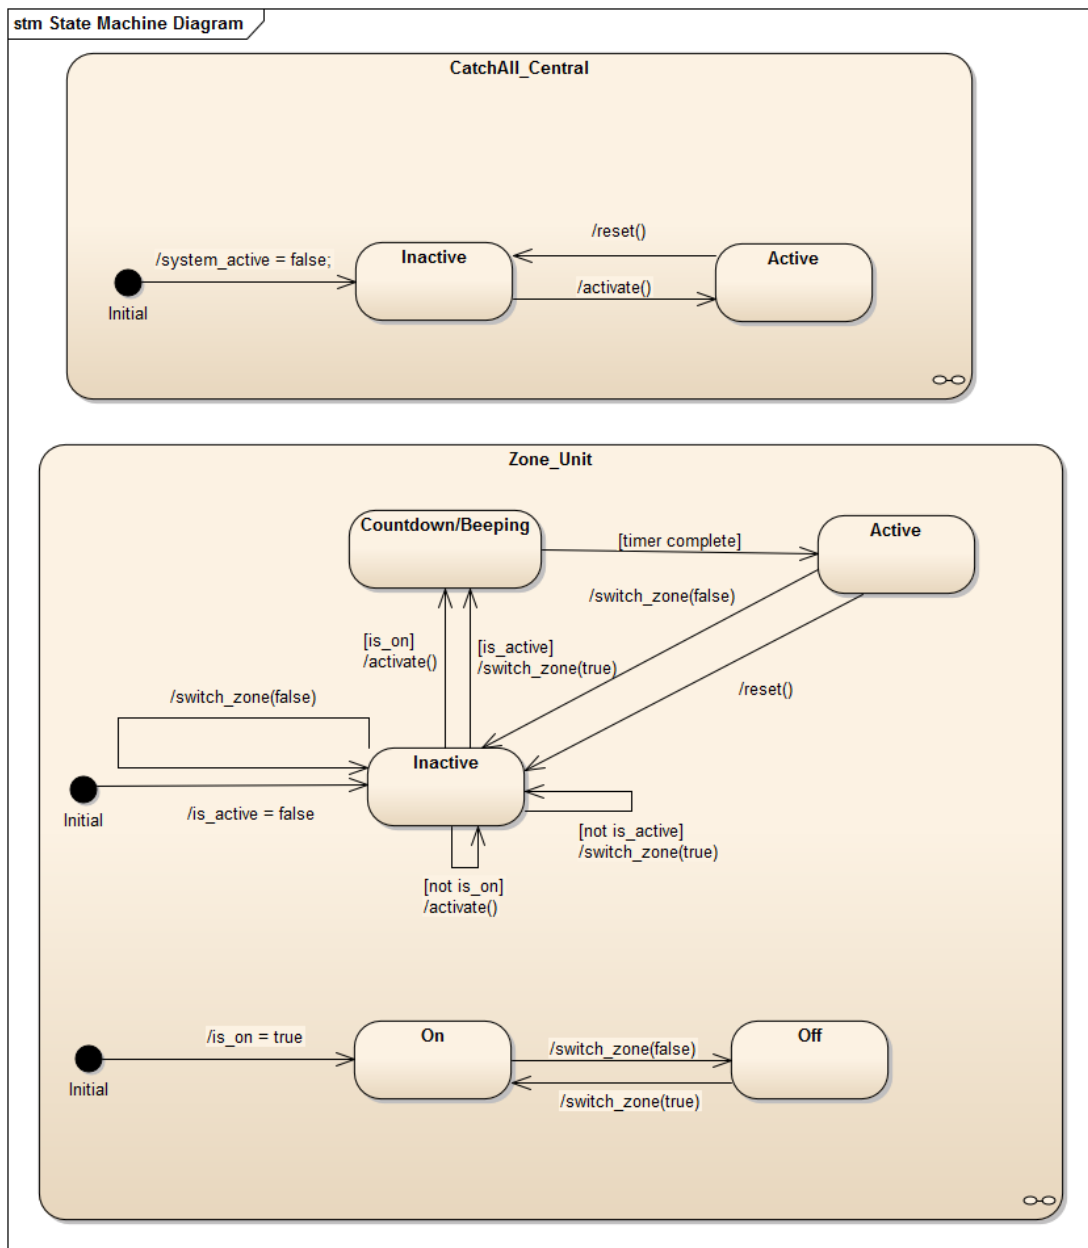 stm State Machine Diagram
CatchAll_Central
/reset()
/system_active = false;
Inactive
Active
/activate()
Initial
Zone_Unit
Countdown/Beeping
Active
[timer complete]
/switch_zone(false)
[is_on]
/activate()
[is_active]
/switch_zone(true)
/switch_zone(false)
/reset()
Inactive
Initial
/is_active = false
[not is_active]
/switch_zone(true)
[not is_on]
/activate()
/is_on = true
On
Off
/switch_zone(false)
Initial
/switch_zone(true)